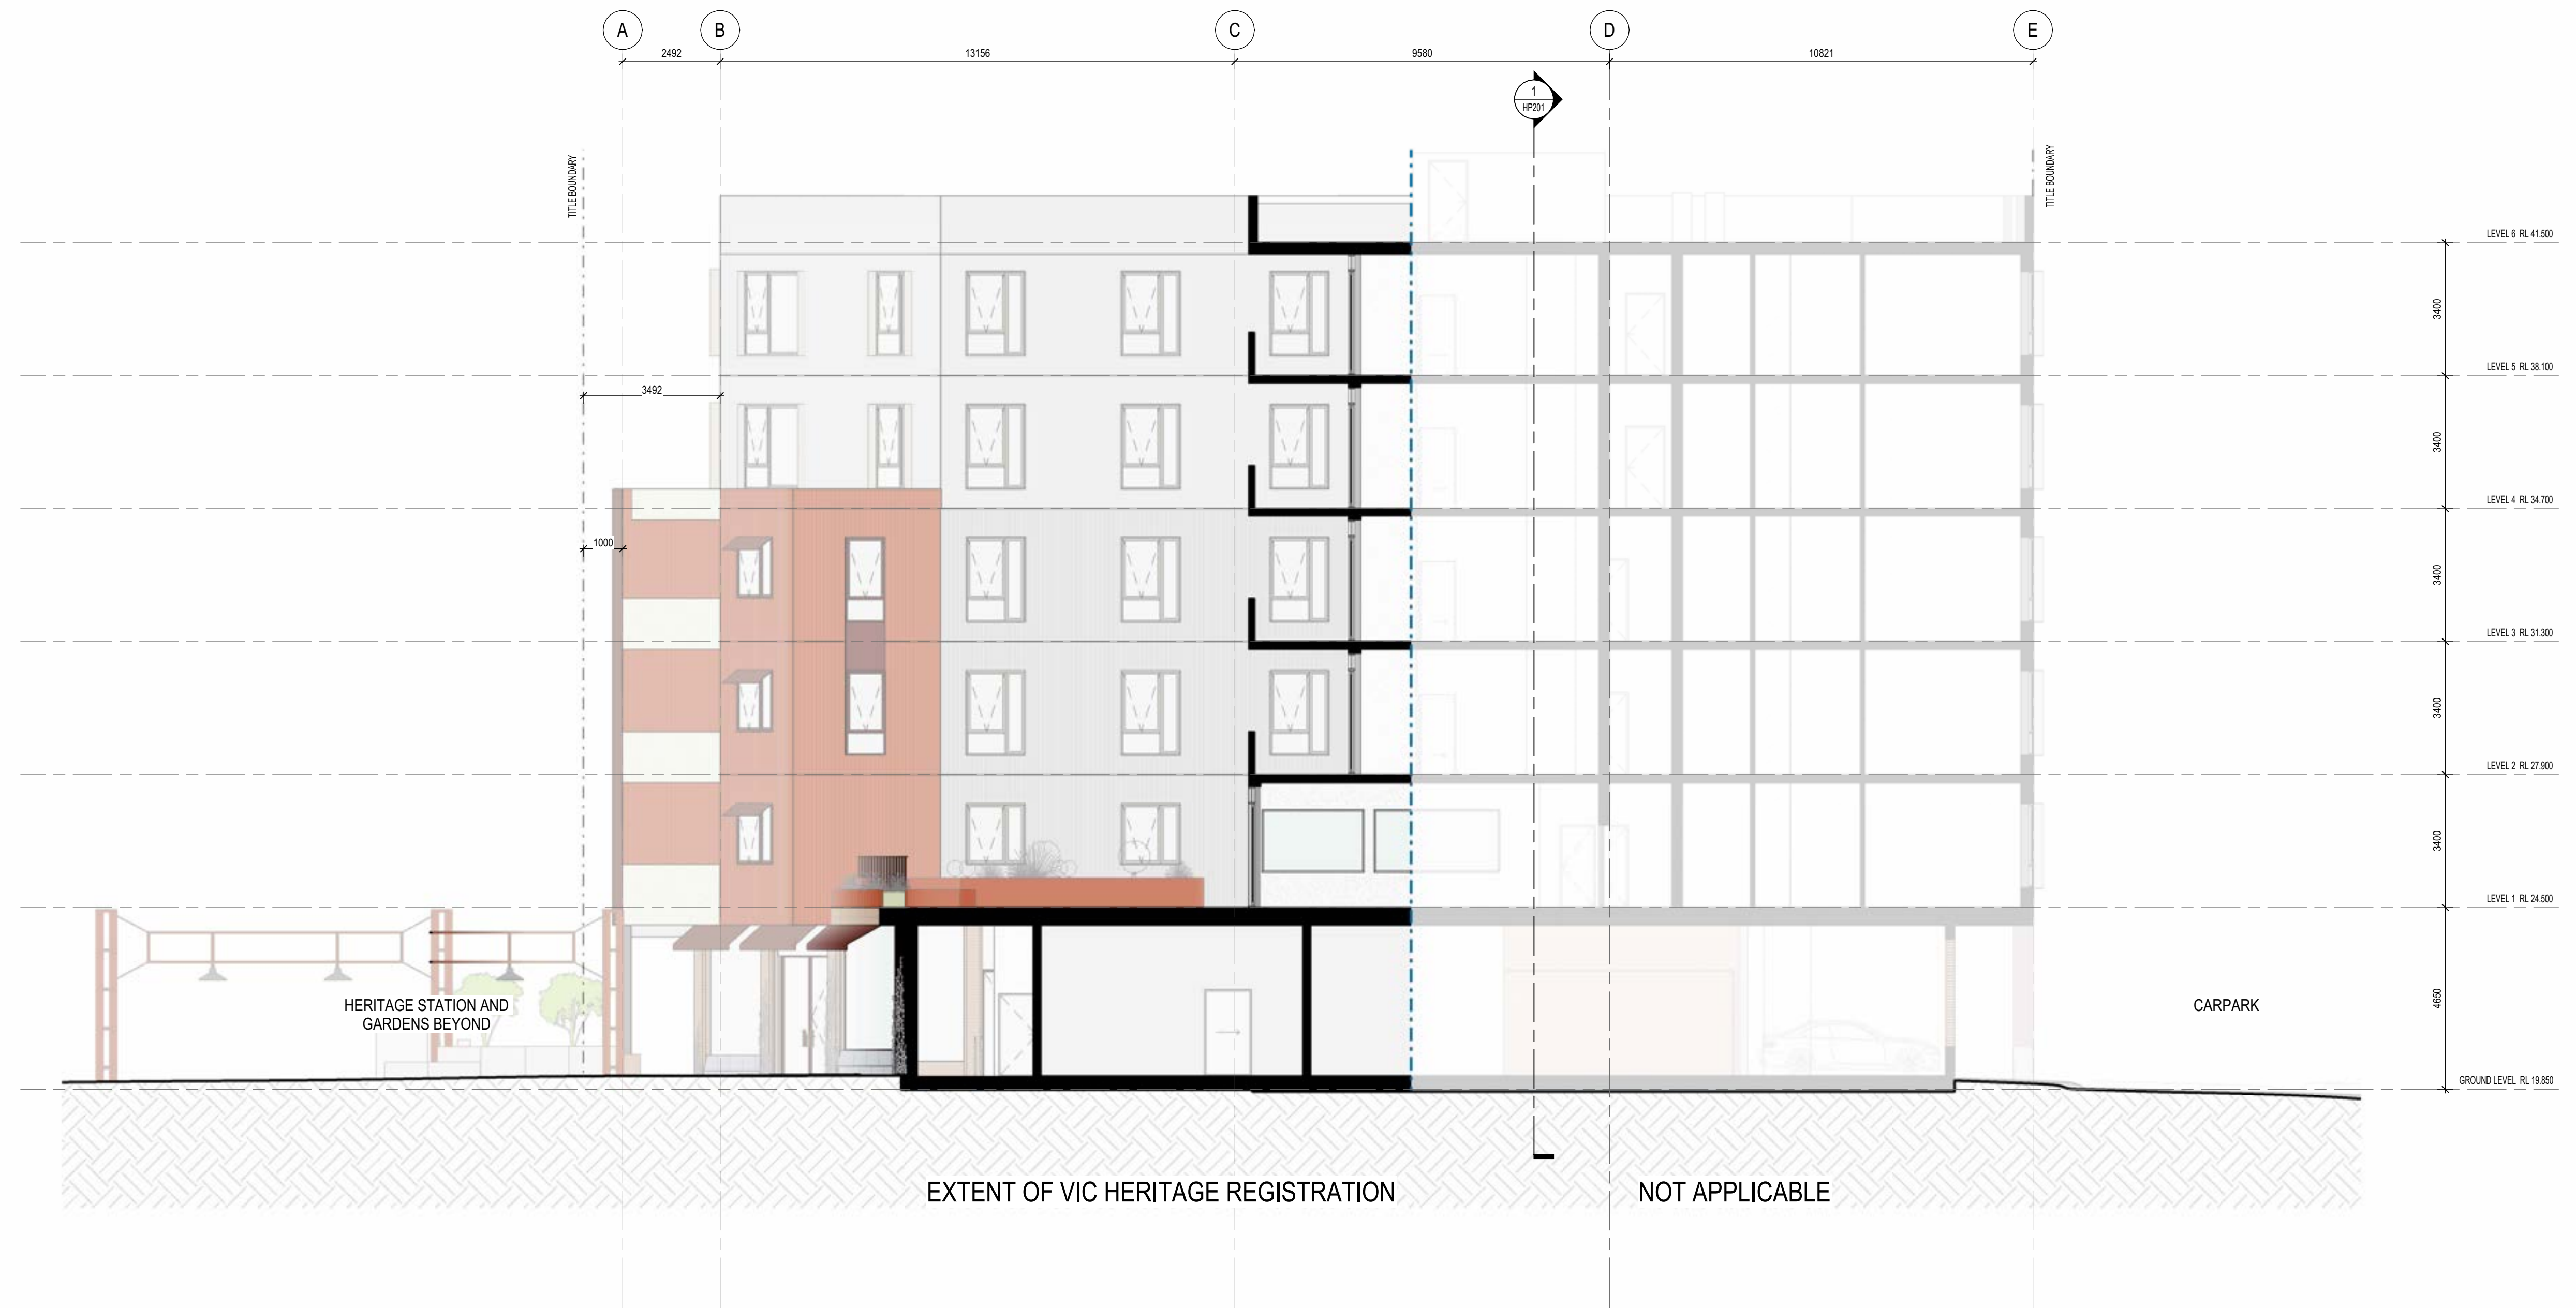 A
B
C
D
E
2492
13156
9580
10821
1
HP201
TITLE BOUNDARY
TITLE BOUNDARY
LEVEL 6 RL 41.500
3400
LEVEL 5 RL 38.100
3492
3400
LEVEL 4 RL 34.700
1000
3400
LEVEL 3 RL 31.300
3400
LEVEL 2 RL 27.900
3400
LEVEL 1 RL 24.500
HERITAGE STATION AND
GARDENS BEYOND
4650
CARPARK
GROUND LEVEL RL 19.850
EXTENT OF VIC HERITAGE REGISTRATION
NOT APPLICABLE